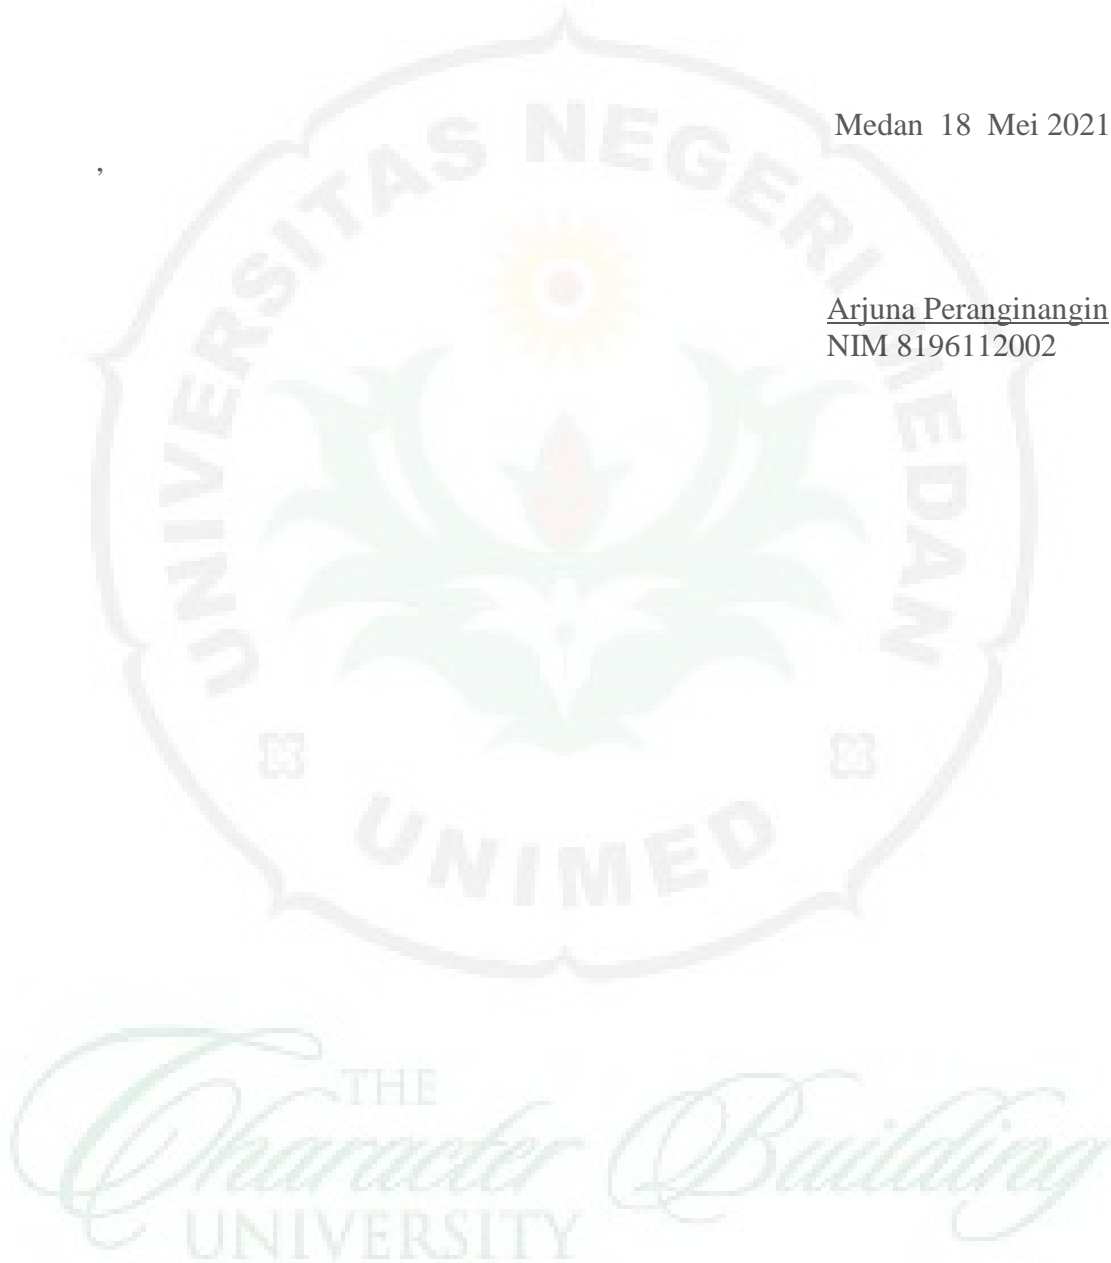 Medan 18 Mei 2021
,
Arjuna Peranginangin
NIM 8196112002
UNIVERSITAS NEGERI MEDAN
UNIMED
THE
Character Building
UNIVERSITY